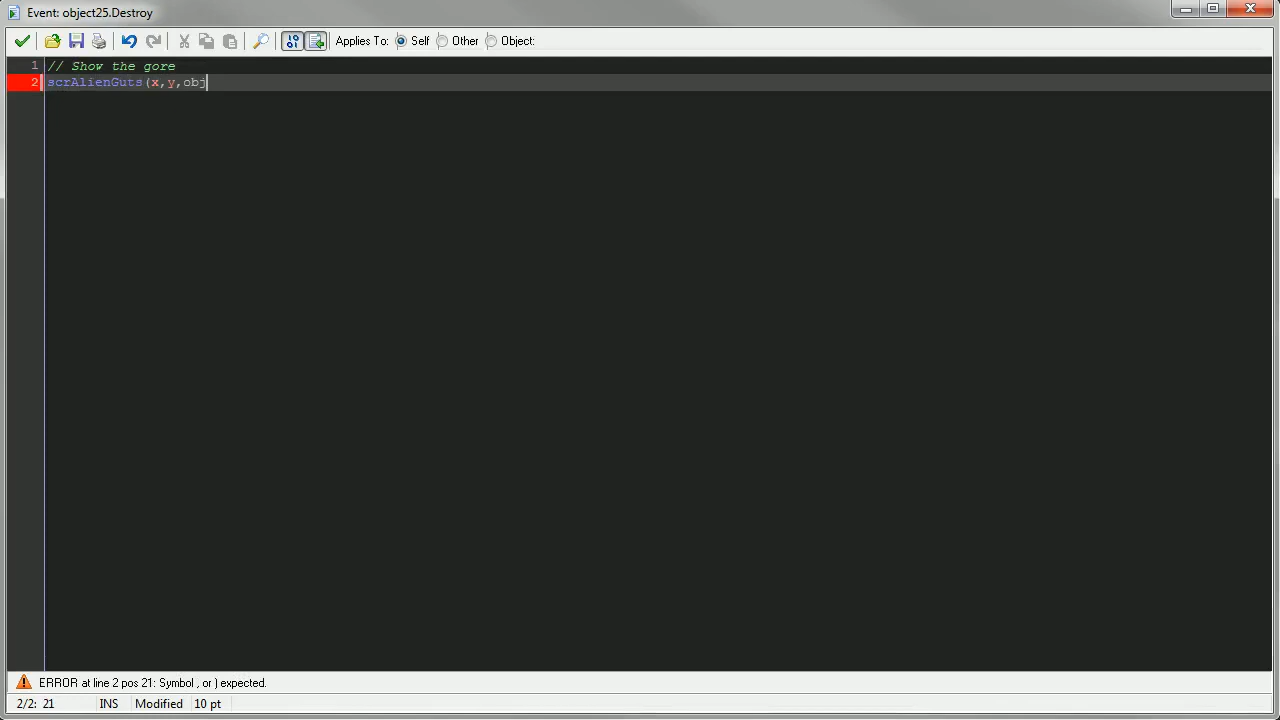 Event: object25.Destroy
Applies To: Self Other Object:
1 // Show the gore
2 scrAlienGuts(x,y,obj
ERROR at line 2 pos 21: Symbol , or ) expected.
2/2: 21 INS Modified 10 pt